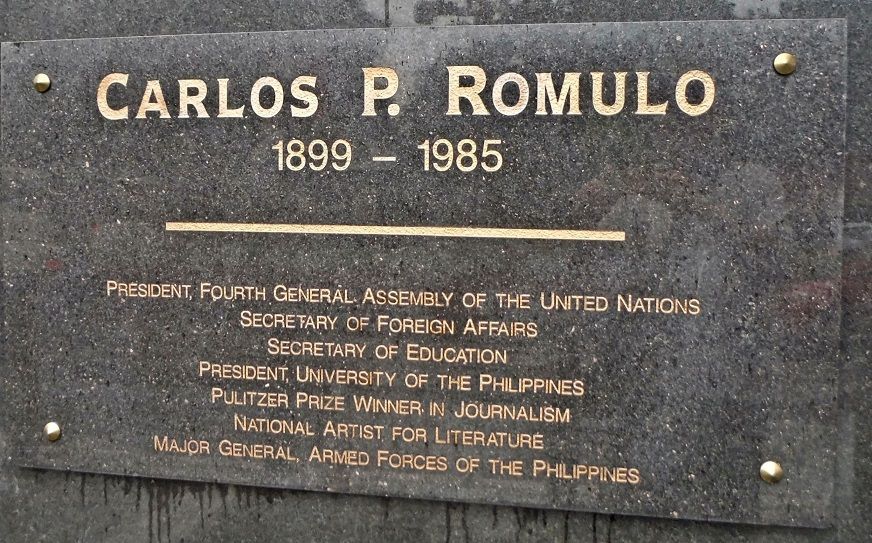 CARLOS P. ROMULO
1899 – 1985
PRESIDENT, FOURTH GENERAL ASSEMBLY OF THE UNITED NATIONS
SECRETARY OF FOREIGN AFFAIRS
SECRETARY OF EDUCATION
PRESIDENT, UNIVERSITY OF THE PHILIPPINES
PULITZER PRIZE WINNER IN JOURNALISM
NATIONAL ARTIST FOR LITERATURE
MAJOR GENERAL, ARMED FORCES OF THE PHILIPPINES